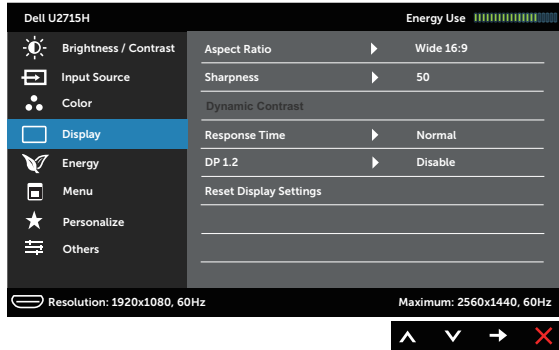 Dell U2715H Energy Use
Brightness / Contrast Aspect Ratio Wide 16:9
Input Source Sharpness 50
Color Dynamic Contrast
Display Response Time Normal
Energy DP 1.2 Disable
Menu Reset Display Settings
Personalize
Others
Resolution: 1920x1080, 60Hz Maximum: 2560x1440, 60Hz